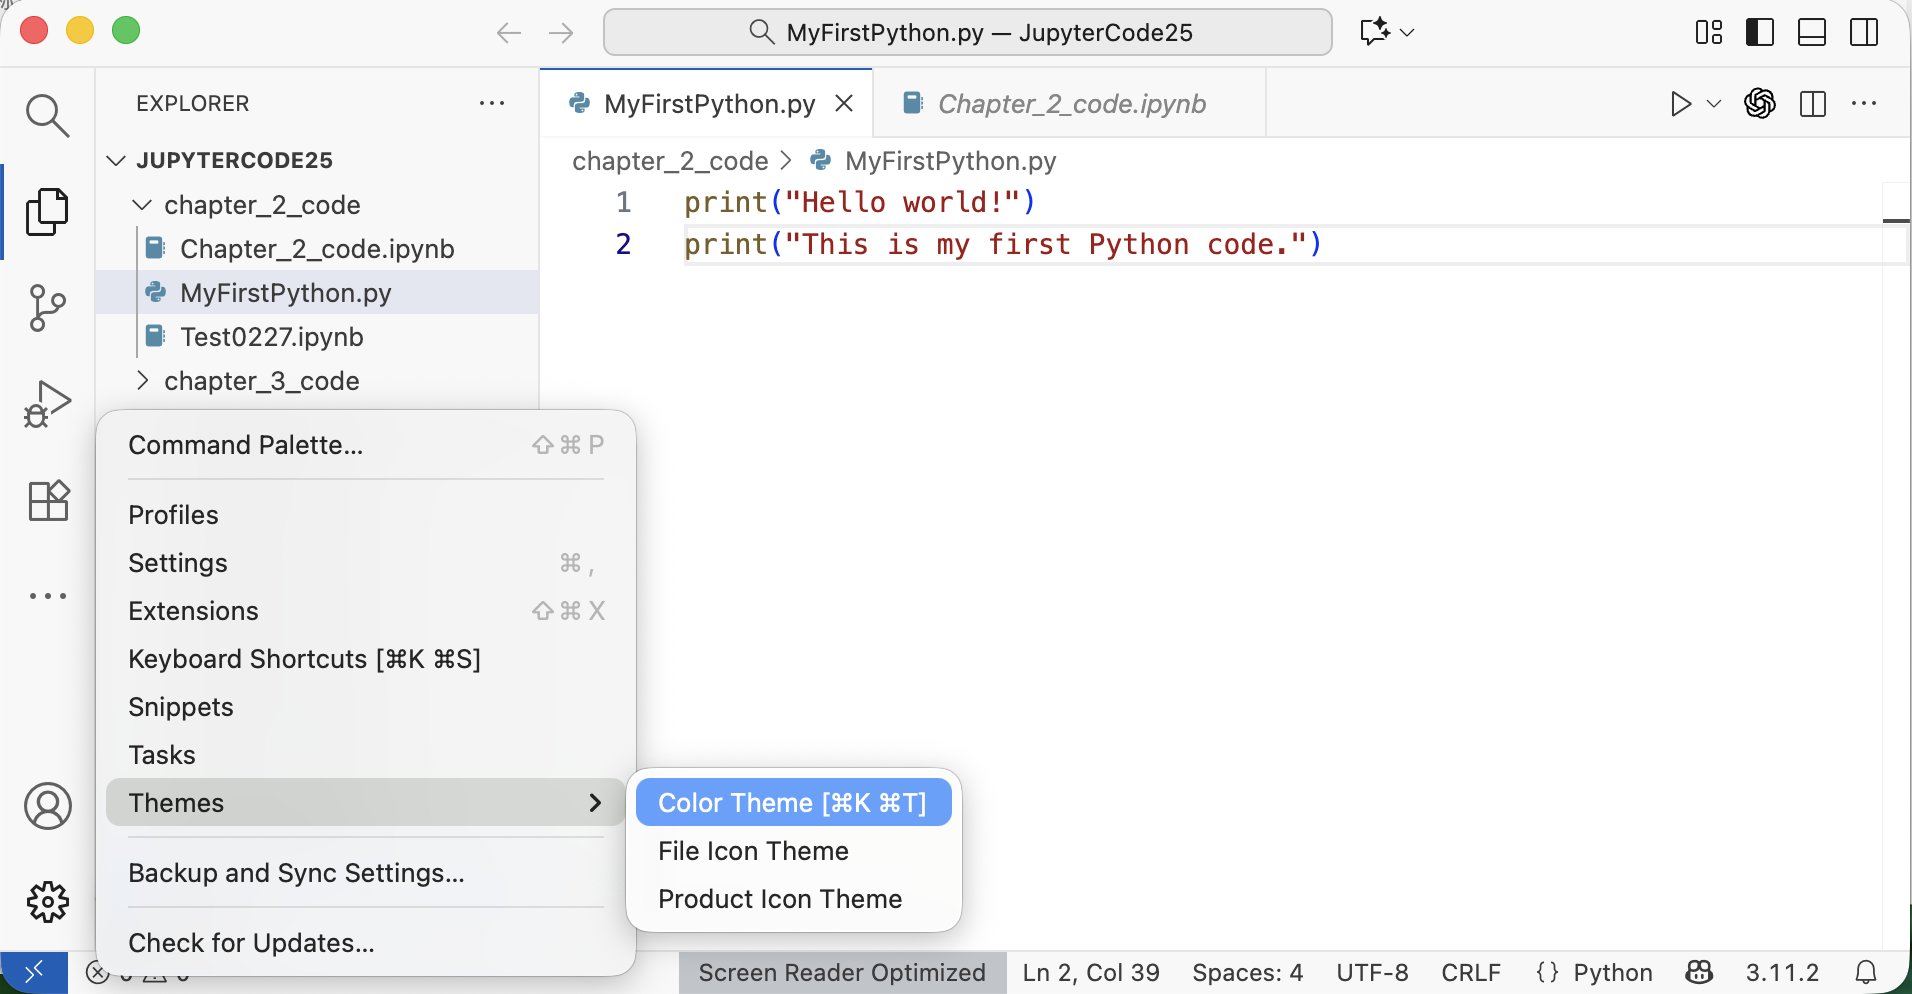 MyFirstPython.py — JupyterCode25
EXPLORER
MyFirstPython.py
Chapter_2_code.ipynb
JUPYTERCODE25
chapter_2_code
Chapter_2_code.ipynb
MyFirstPython.py
Test0227.ipynb
chapter_3_code
chapter_2_code > MyFirstPython.py
1 print("Hello world!")
2 print("This is my first Python code.")
Command Palette... ⇧⌘P
Profiles
Settings ⌘,
Extensions ⇧⌘X
Keyboard Shortcuts [⌘K ⌘S]
Snippets
Tasks
Themes
Backup and Sync Settings...
Check for Updates...
Color Theme [⌘K ⌘T]
File Icon Theme
Product Icon Theme
Screen Reader Optimized Ln 2, Col 39 Spaces: 4 UTF-8 CRLF {} Python 3.11.2